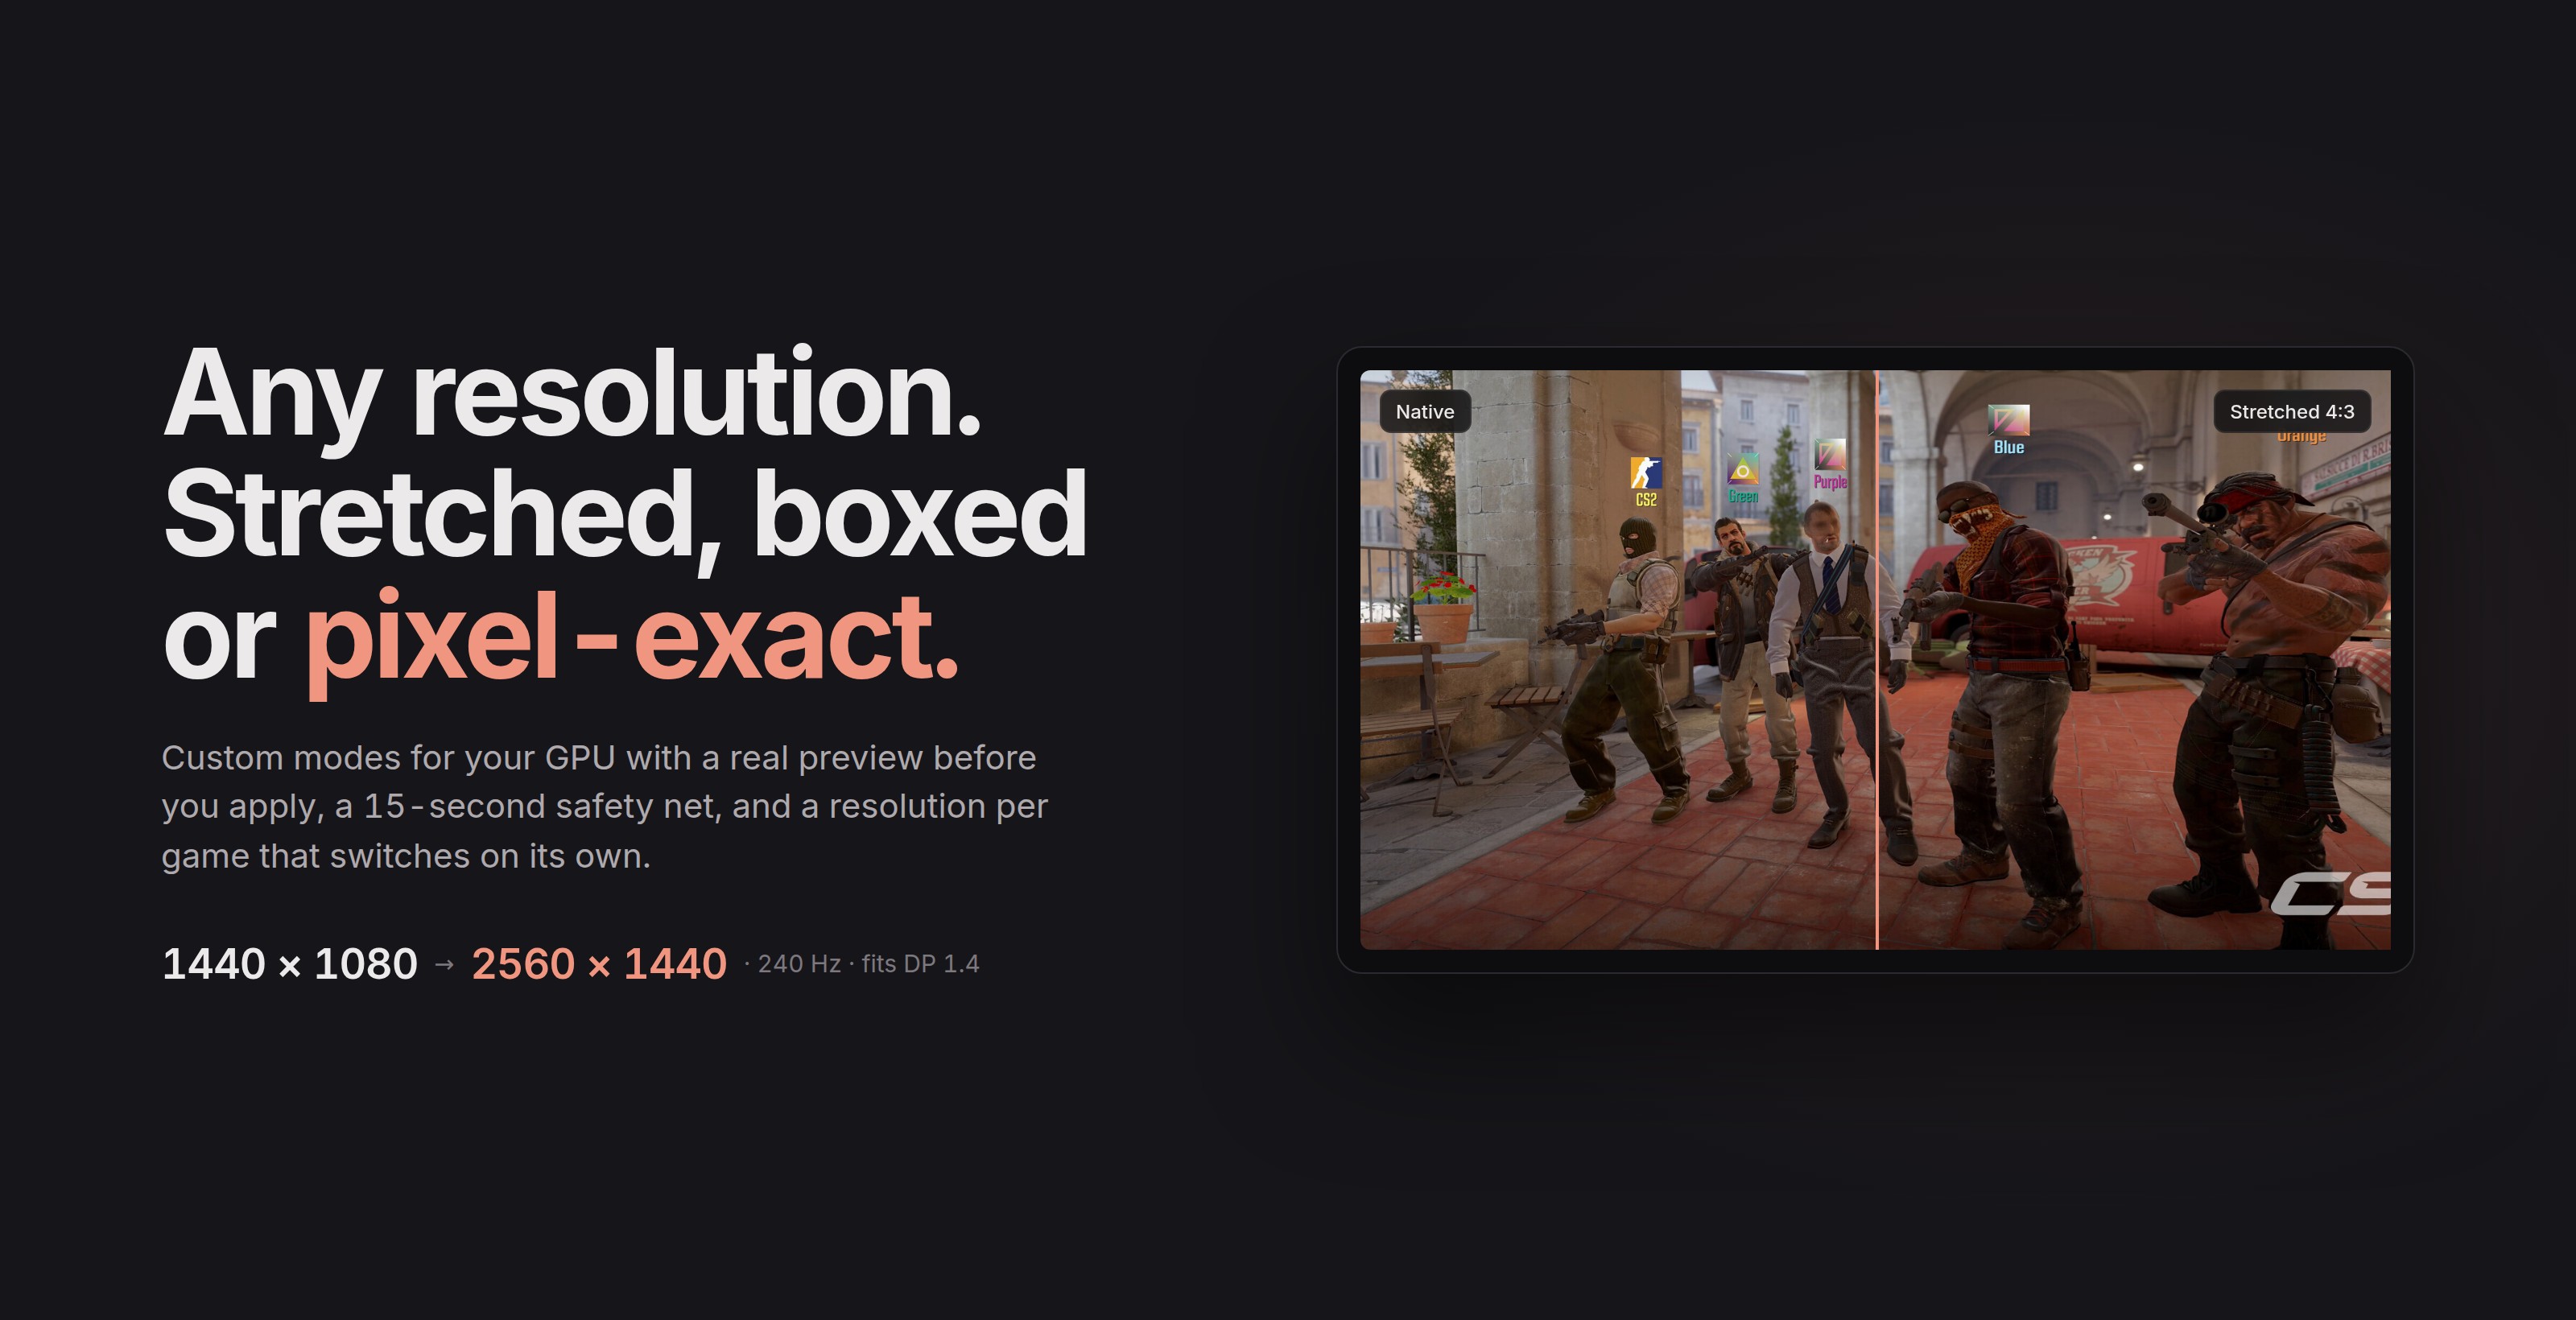 Any resolution.
Stretched, boxed
or pixel-exact.
Custom modes for your GPU with a real preview before
you apply, a 15-second safety net, and a resolution per
game that switches on its own.
1440 × 1080 → 2560 × 1440 · 240 Hz · fits DP 1.4
Native
Stretched 4:3
Orange
Blue
Purple
Green
CS2
CS